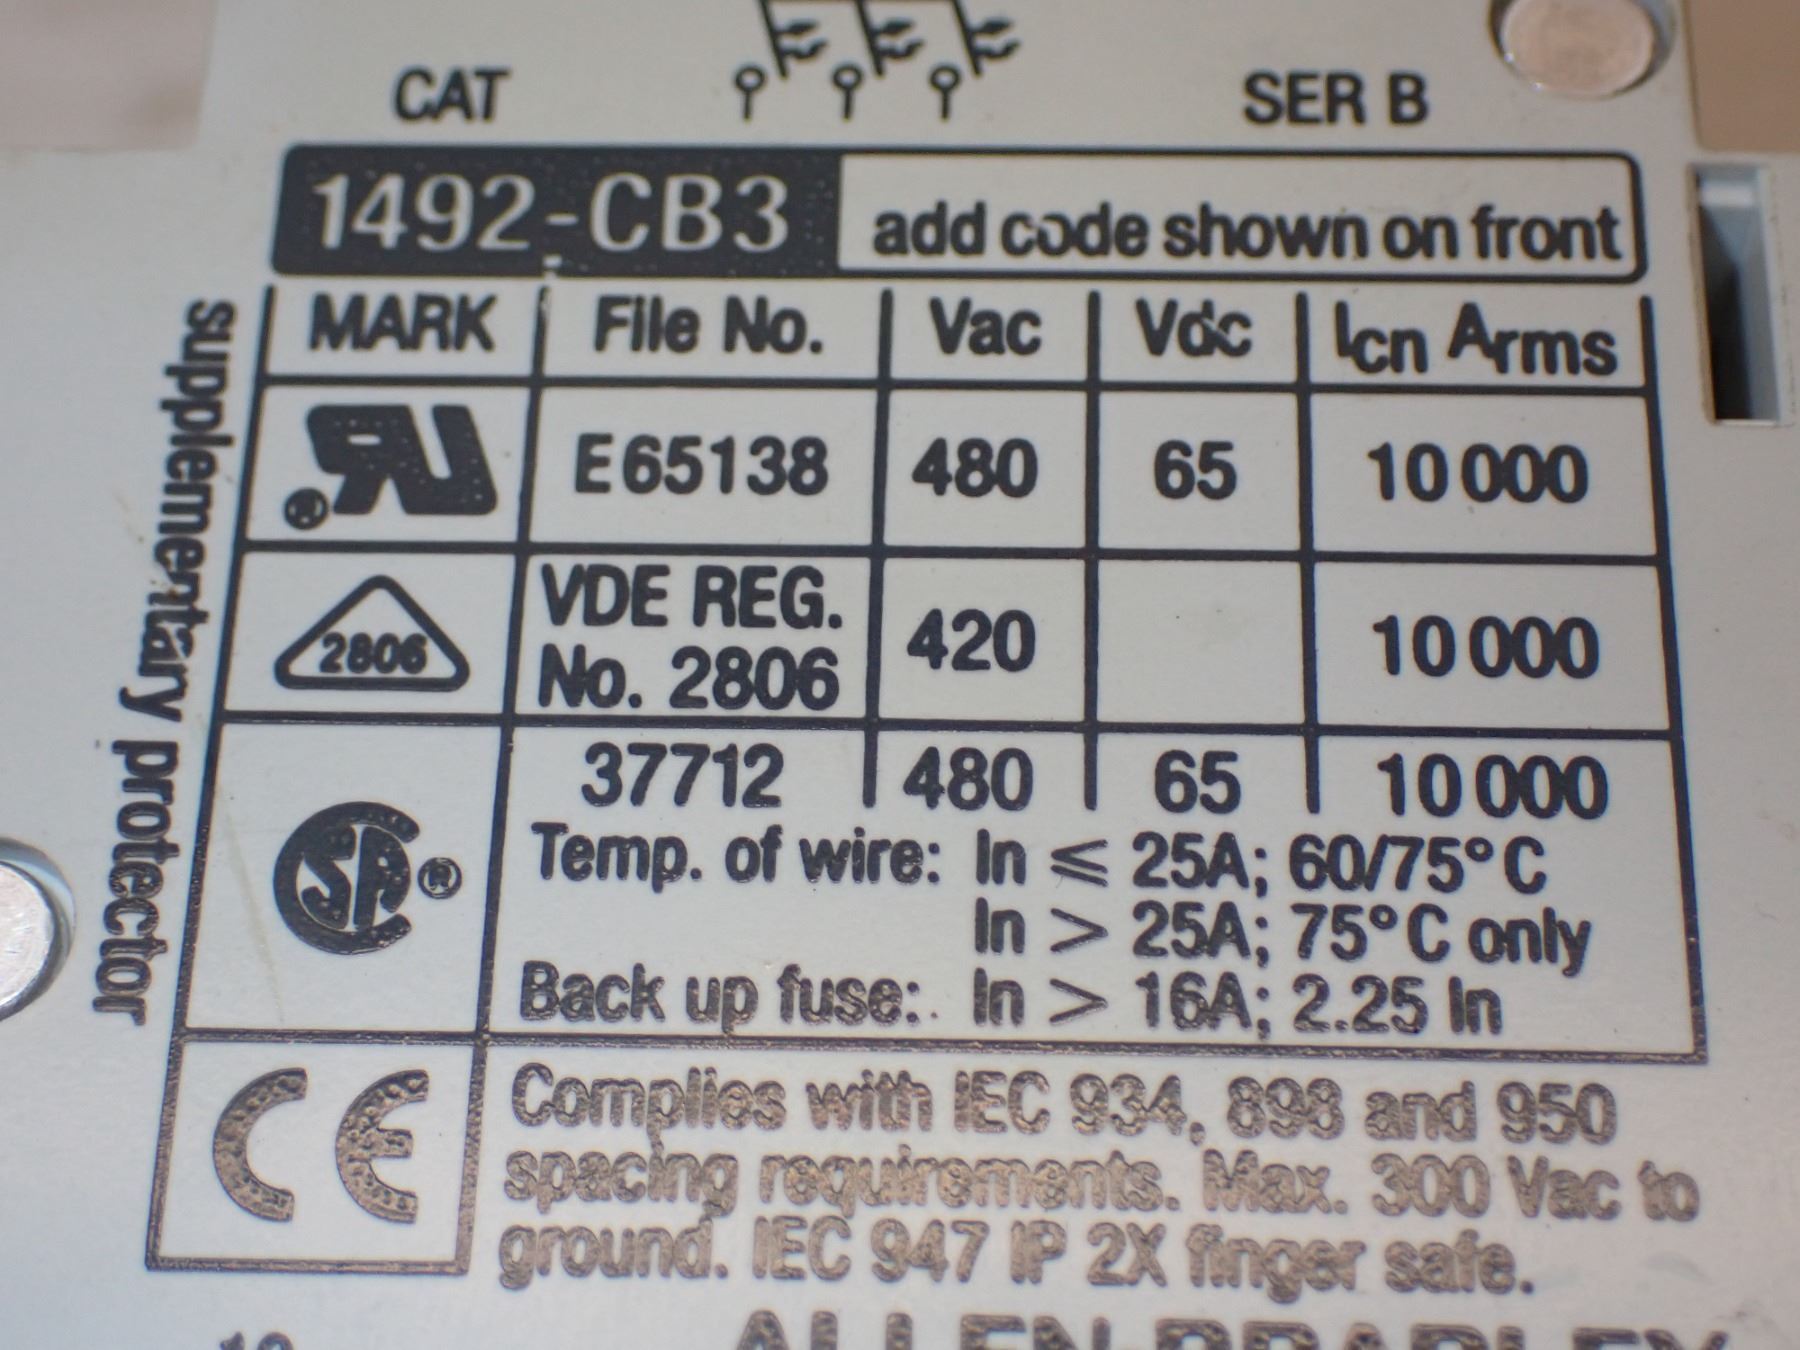 CAT SER B
1492-CB3 add code shown on front
MARK File No. Vac Vdc Icn Arms
E65138 480 65 10 000
2806 VDE REG. No. 2806 420 10 000
37712 480 65 10 000
Temp. of wire: In ≤ 25A; 60/75°C
In > 25A; 75°C only
Back up fuse: In > 16A; 2.25 In
Complies with IEC 934, 898 and 950
spacing requirements. Max. 300 Vac to
ground. IEC 947 IP 2X finger safe.
supplementary protector
ALLEN-BRADLEY